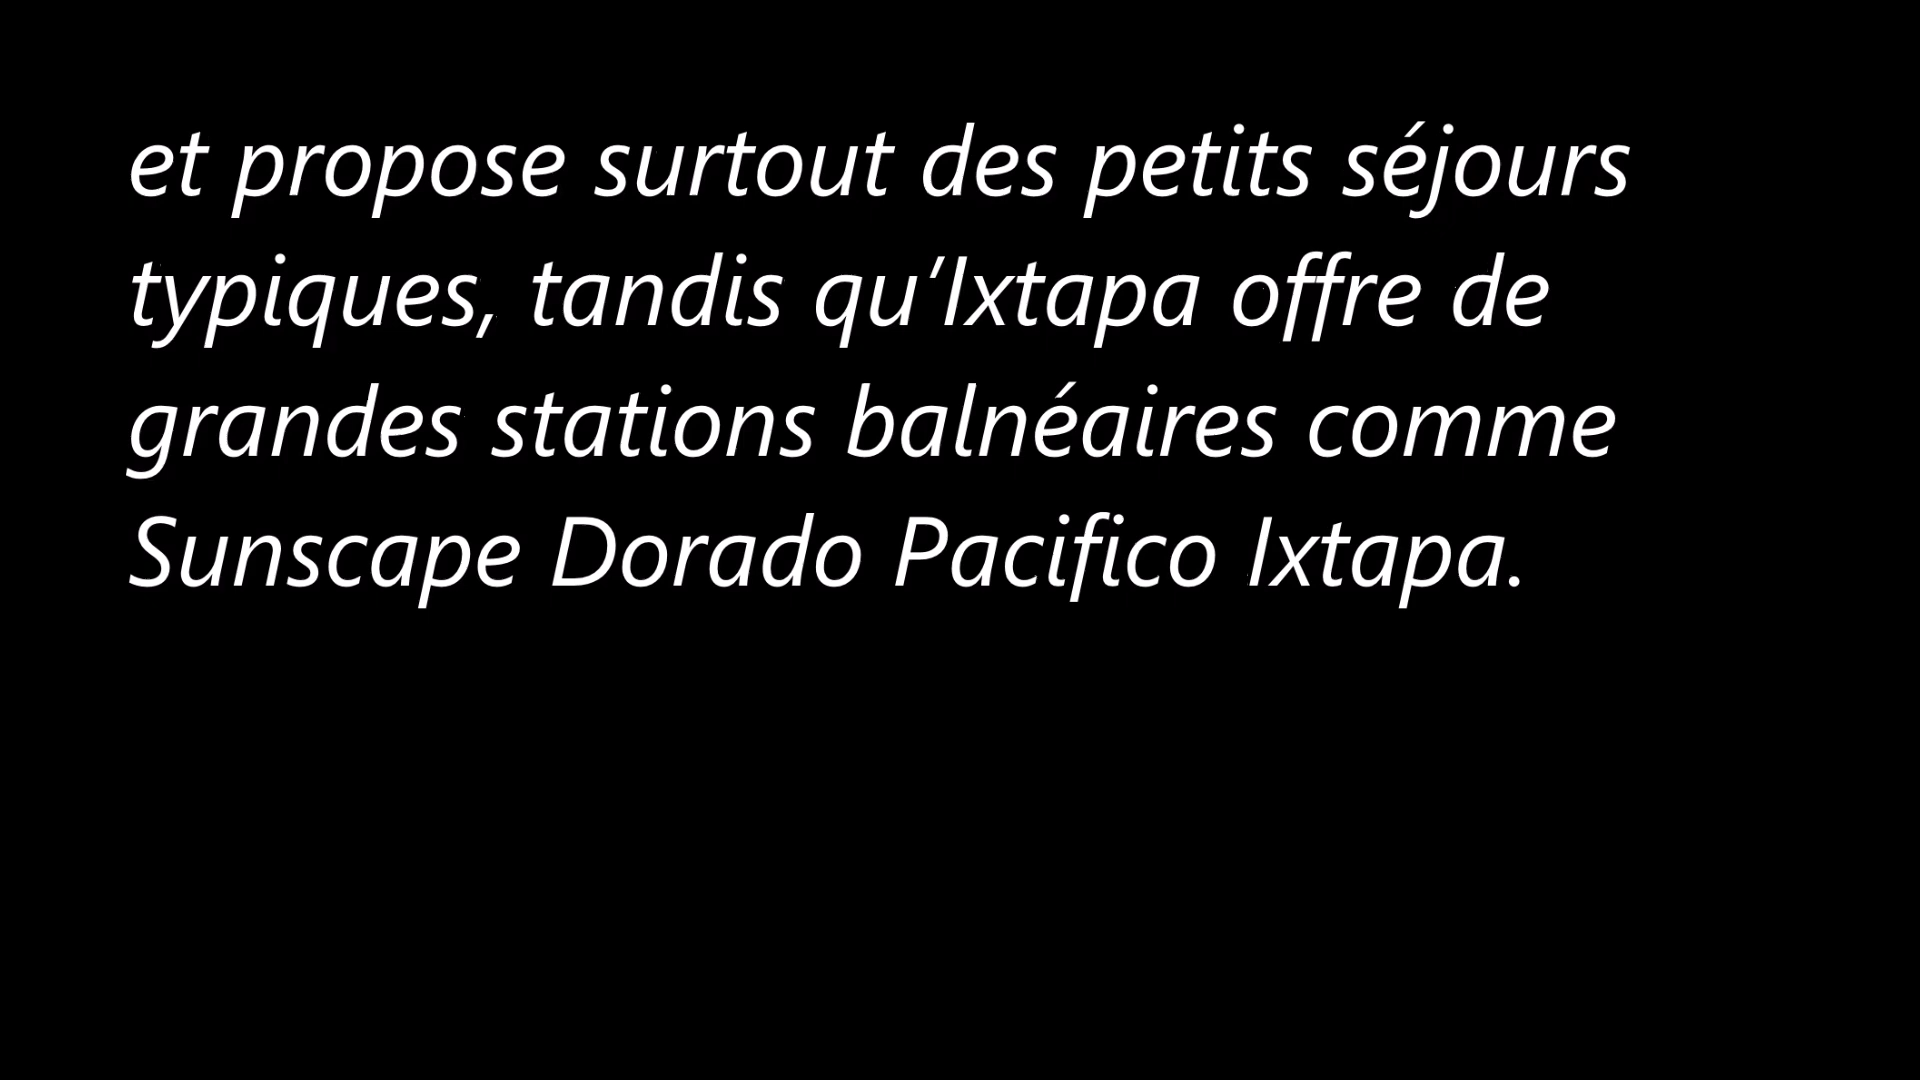 et propose surtout des petits séjours
typiques, tandis qu’Ixtapa offre de
grandes stations balnéaires comme
Sunscape Dorado Pacifico Ixtapa.